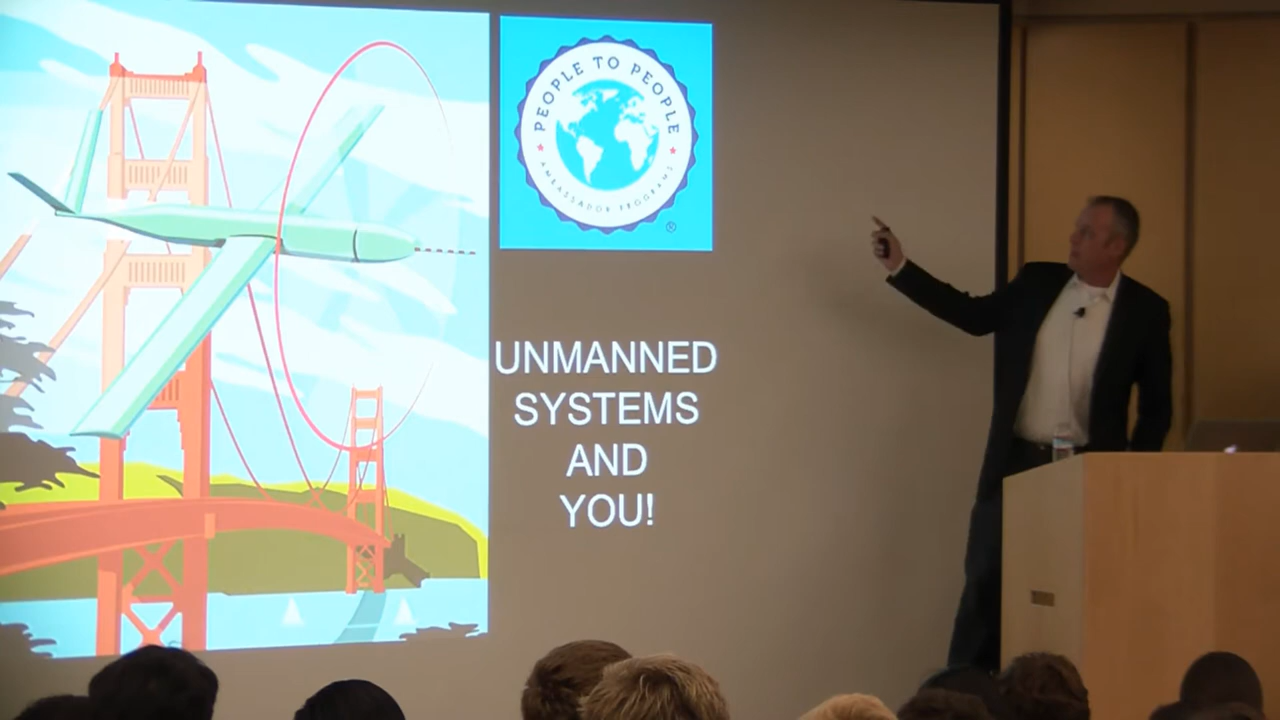 PEOPLE TO PEOPLE
AMBASSADOR PROGRAMS
®
UNMANNED
SYSTEMS
AND
YOU!